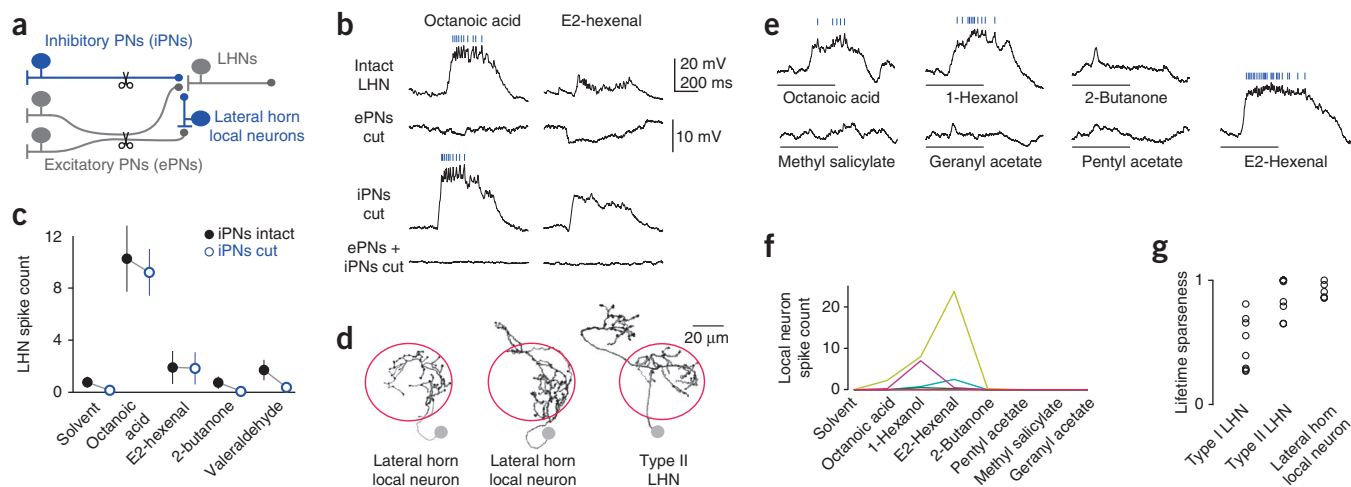 a
Inhibitory PNs (iPNs)
LHNs
Lateral horn
local neurons
Excitatory PNs (ePNs)
b
Octanoic acid
E2-hexenal
Intact
LHN
20 mV
200 ms
ePNs
cut
10 mV
iPNs
cut
ePNs +
iPNs cut
c
iPNs intact
iPNs cut
12
8
4
0
LHN spike count
Solvent
Octanoic
acid
E2-hexenal
2-butanone
Valeraldehyde
d
20 μm
Lateral horn
local neuron
Lateral horn
local neuron
Type II
LHN
e
Octanoic acid
1-Hexanol
2-Butanone
Methyl salicylate
Geranyl acetate
Pentyl acetate
E2-Hexenal
f
Local neuron
spike count
20
10
0
Solvent
Octanoic acid
1-Hexanol
E2-Hexenal
2-Butanone
Pentyl acetate
Methyl salicylate
Geranyl acetate
g
Lifetime sparseness
1
0
Type I LHN
Type II LHN
Lateral horn
local neuron